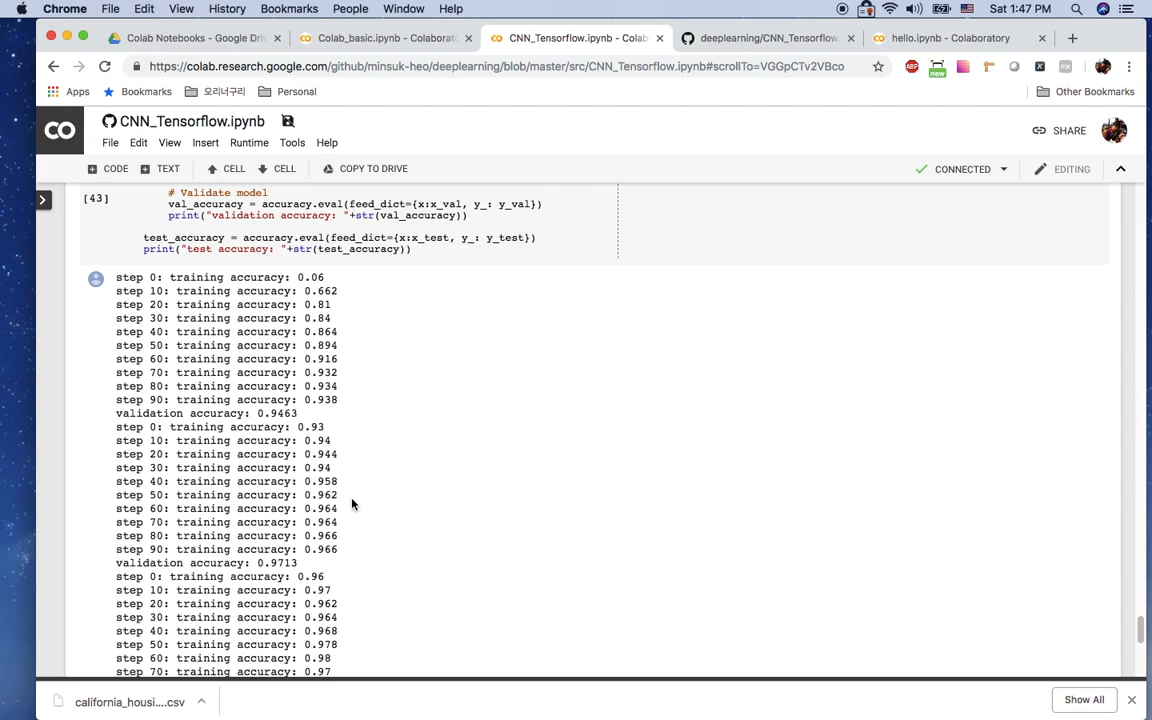 Chrome File Edit View History Bookmarks People Window Help Sat 1:47 PM
Colab Notebooks - Google Dri
Colab_basic.ipynb - Colaborat
CNN_Tensorflow.ipynb - Colab
deeplearning/CNN_Tensorflow.
hello.ipynb - Colaboratory
https://colab.research.google.com/github/minsuk-heo/deeplearning/blob/master/src/CNN_Tensorflow.ipynb#scrollTo=VGGpCTv2VBco
ABP
new
Apps Bookmarks 오리너구리 Personal Other Bookmarks
CO
CNN_Tensorflow.ipynb
SHARE
File Edit View Insert Runtime Tools Help
CODE TEXT CELL CELL COPY TO DRIVE CONNECTED EDITING
[43]
# Validate model
val_accuracy = accuracy.eval(feed_dict={x:x_val, y_: y_val})
print("validation accuracy: "+str(val_accuracy))
test_accuracy = accuracy.eval(feed_dict={x:x_test, y_: y_test})
print("test accuracy: "+str(test_accuracy))
step 0: training accuracy: 0.06
step 10: training accuracy: 0.662
step 20: training accuracy: 0.81
step 30: training accuracy: 0.84
step 40: training accuracy: 0.864
step 50: training accuracy: 0.894
step 60: training accuracy: 0.916
step 70: training accuracy: 0.932
step 80: training accuracy: 0.934
step 90: training accuracy: 0.938
validation accuracy: 0.9463
step 0: training accuracy: 0.93
step 10: training accuracy: 0.94
step 20: training accuracy: 0.944
step 30: training accuracy: 0.94
step 40: training accuracy: 0.958
step 50: training accuracy: 0.962
step 60: training accuracy: 0.964
step 70: training accuracy: 0.964
step 80: training accuracy: 0.966
step 90: training accuracy: 0.966
validation accuracy: 0.9713
step 0: training accuracy: 0.96
step 10: training accuracy: 0.97
step 20: training accuracy: 0.962
step 30: training accuracy: 0.964
step 40: training accuracy: 0.968
step 50: training accuracy: 0.978
step 60: training accuracy: 0.98
step 70: training accuracy: 0.97
california_housi....csv
Show All